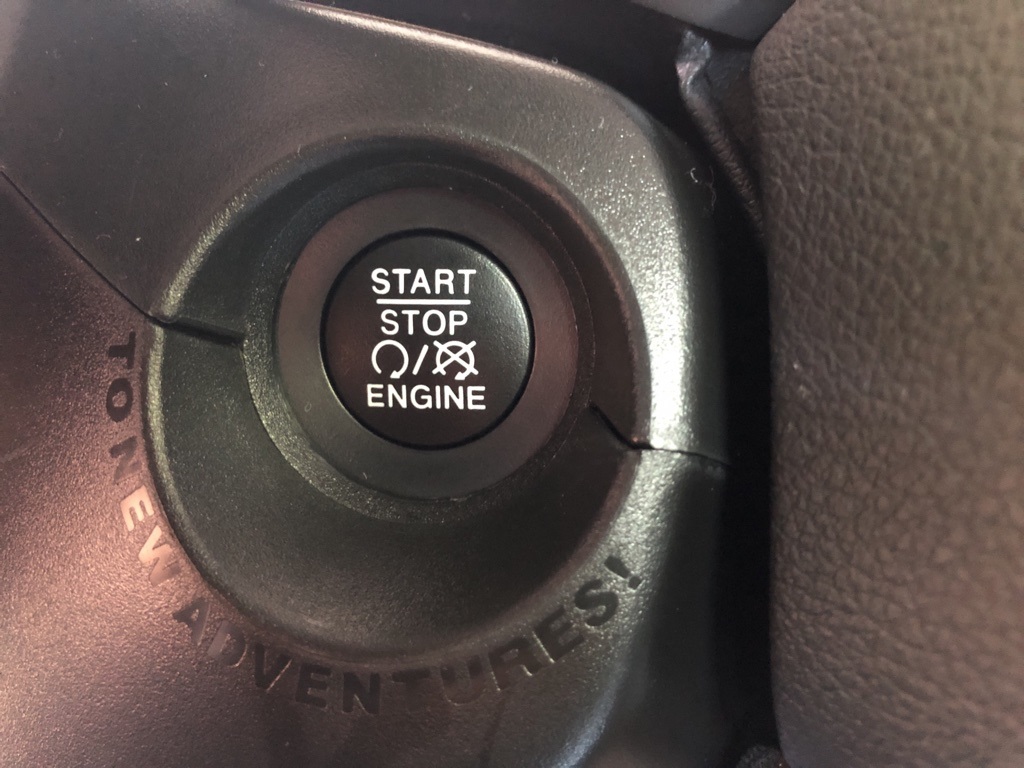 START
STOP
/
ENGINE
TO NEW ADVENTURES!